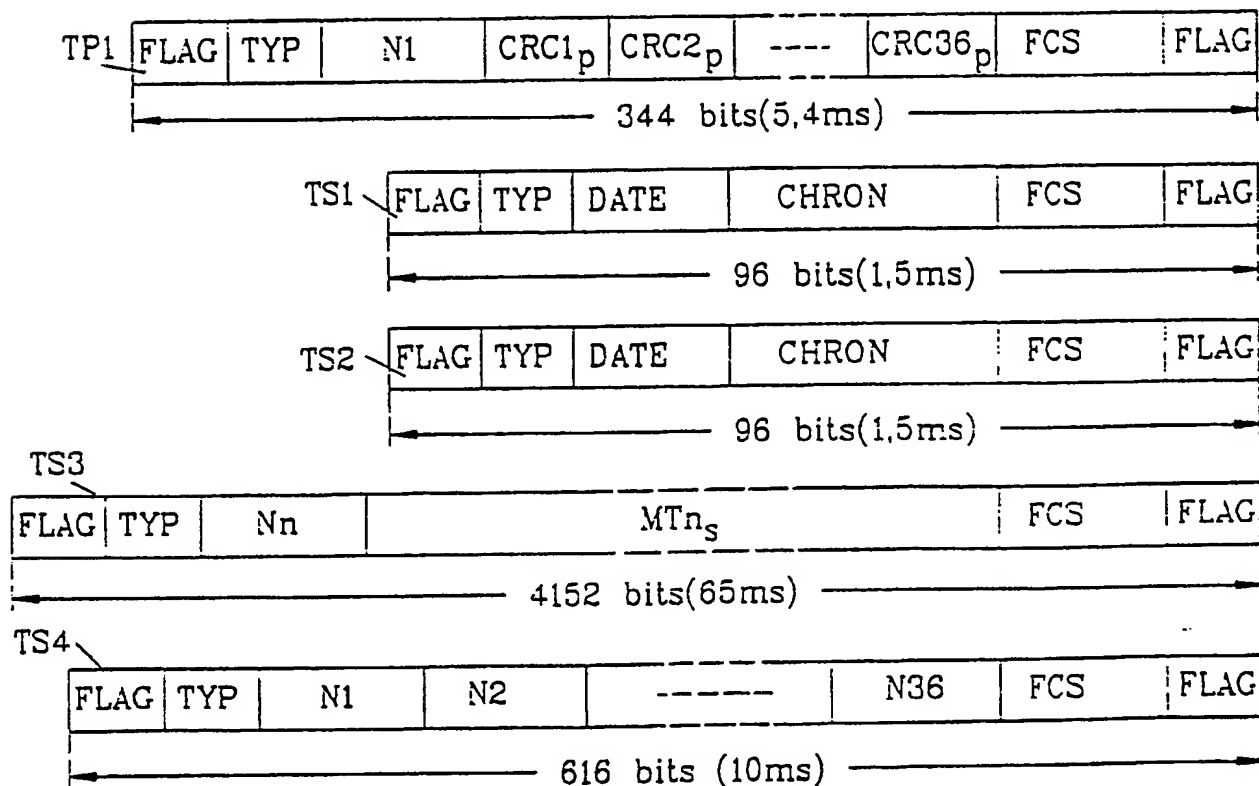 TP1 FLAG TYP N1 CRC1p CRC2p ---- CRC36p FCS FLAG
344 bits(5,4ms)
TS1 FLAG TYP DATE CHRON FCS FLAG
96 bits(1,5ms)
TS2 FLAG TYP DATE CHRON FCS FLAG
96 bits(1,5ms)
TS3
FLAG TYP Nn MTns FCS FLAG
4152 bits(65ms)
TS4
FLAG TYP N1 N2 ----- N36 FCS FLAG
616 bits (10ms)